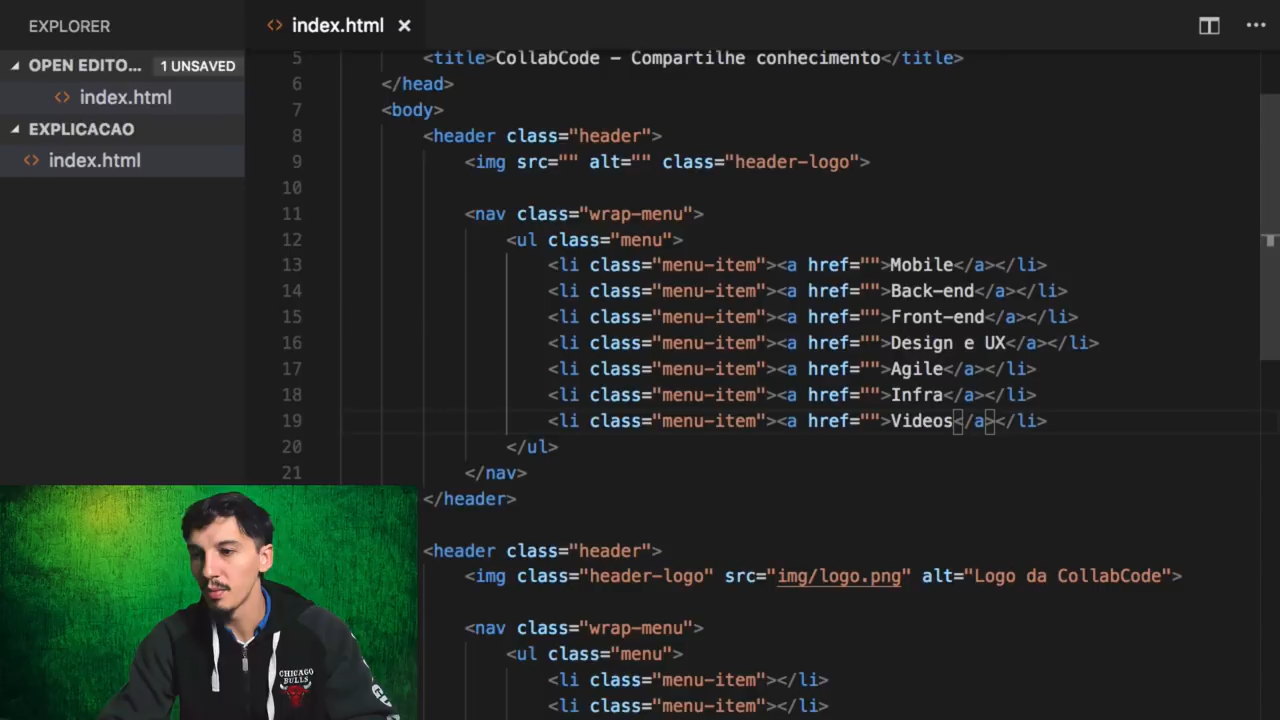 EXPLORER
OPEN EDITO... 1 UNSAVED
index.html
EXPLICACAO
index.html
index.html
5 <title>CollabCode - Compartilhe conhecimento</title>
6 </head>
7 <body>
8 <header class="header">
9 <img src="" alt="" class="header-logo">
10
11 <nav class="wrap-menu">
12 <ul class="menu">
13 <li class="menu-item"><a href="">Mobile</a></li>
14 <li class="menu-item"><a href="">Back-end</a></li>
15 <li class="menu-item"><a href="">Front-end</a></li>
16 <li class="menu-item"><a href="">Design e UX</a></li>
17 <li class="menu-item"><a href="">Agile</a></li>
18 <li class="menu-item"><a href="">Infra</a></li>
19 <li class="menu-item"><a href="">Videos</a></li>
20 </ul>
21 </nav>
</header>
<header class="header">
<img class="header-logo" src="img/logo.png" alt="Logo da CollabCode">
<nav class="wrap-menu">
<ul class="menu">
<li class="menu-item"></li>
<li class="menu-item"></li>
CHICAGO
BULLS